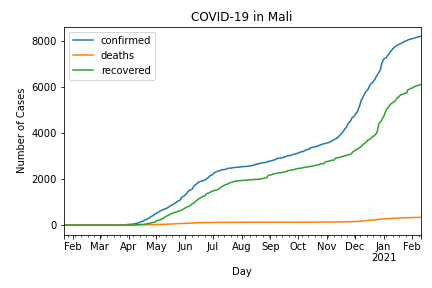 COVID-19 in Mali
confirmed
deaths
recovered
Number of Cases
8000
6000
4000
2000
0
Feb Mar Apr May Jun Jul Aug Sep Oct Nov Dec Jan Feb
2021
Day